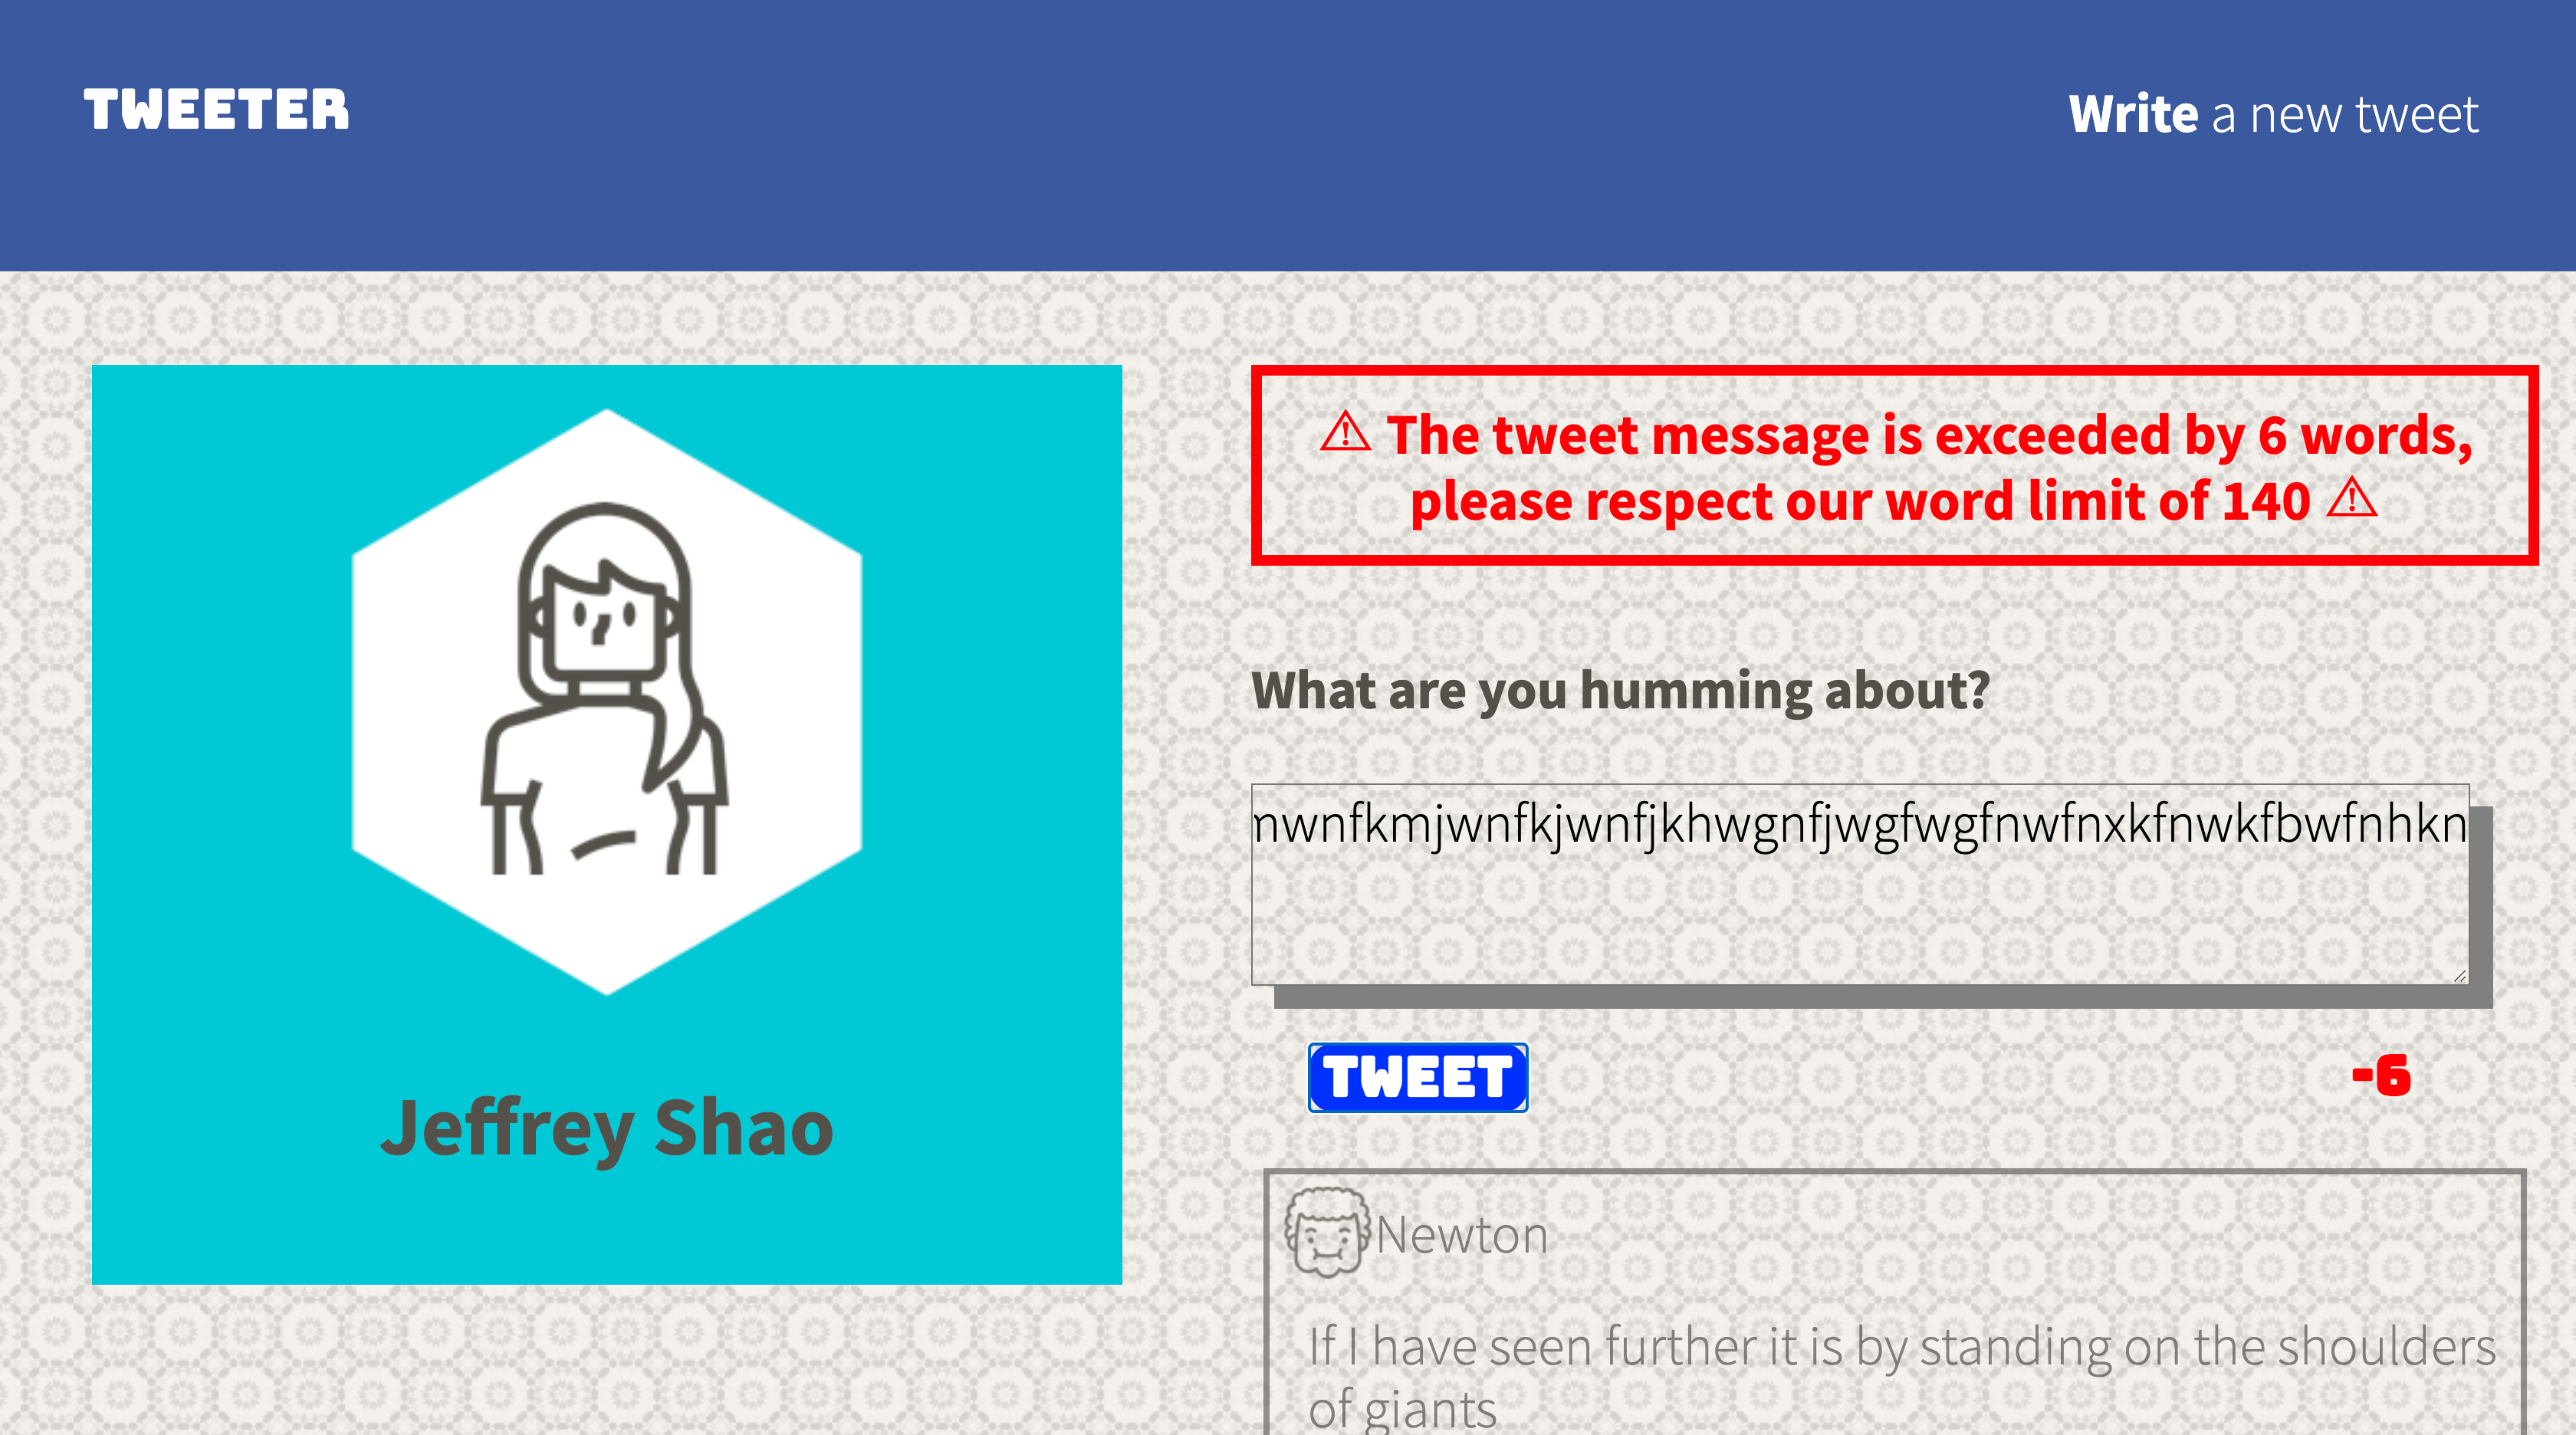 TWEETER
Write a new tweet
⚠ The tweet message is exceeded by 6 words,
please respect our word limit of 140 ⚠
Jeffrey Shao
What are you humming about?
nwnfkmjwnfkjwnfjkhwgnfjwgfwgfnwfnxkfnwkfbwfnhkn
TWEET
-6
Newton
If I have seen further it is by standing on the shoulders
of giants